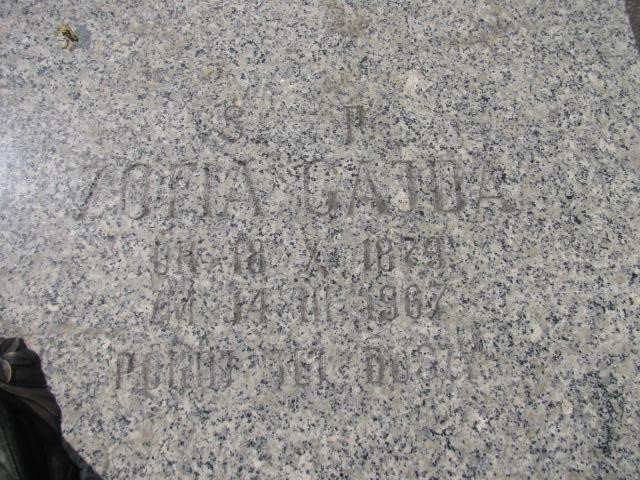 Ś P
ZOFIA GAJDA
UR 18 X 1879
ZM 14 III 1967
POKÓJ JEJ DUSZY